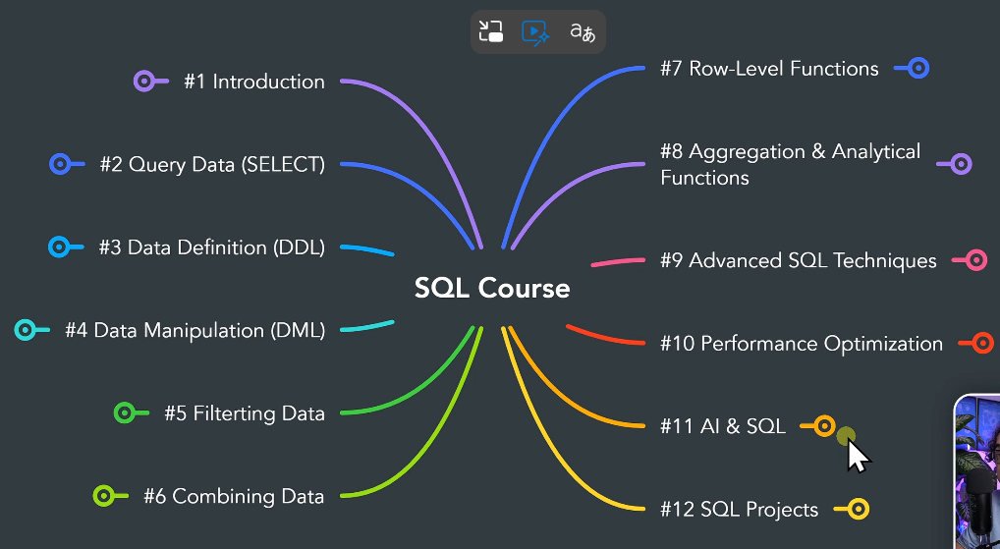 aあ
#1 Introduction
#2 Query Data (SELECT)
#3 Data Definition (DDL)
#4 Data Manipulation (DML)
#5 Filterting Data
#6 Combining Data
SQL Course
#7 Row-Level Functions
#8 Aggregation & Analytical
Functions
#9 Advanced SQL Techniques
#10 Performance Optimization
#11 AI & SQL
#12 SQL Projects